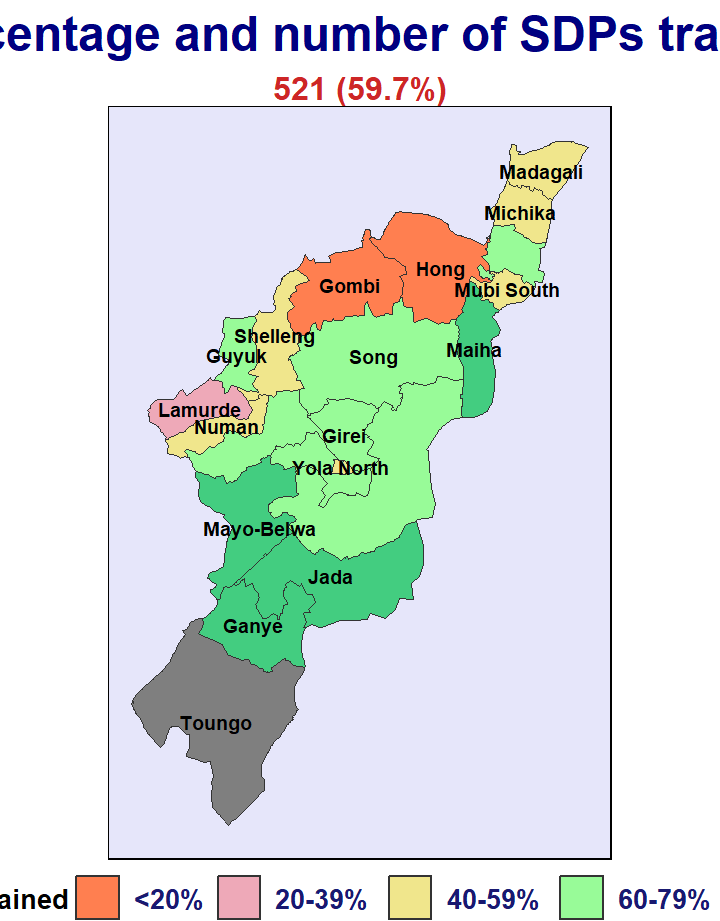 centage and number of SDPs tra
521 (59.7%)
Madagali
Michika
Hong
Gombi
Mubi South
Shelleng
Guyuk
Song
Maiha
Lamurde
Numan
Girei
Yola North
Mayo-Belwa
Jada
Ganye
Toungo
ained <20% 20-39% 40-59% 60-79%